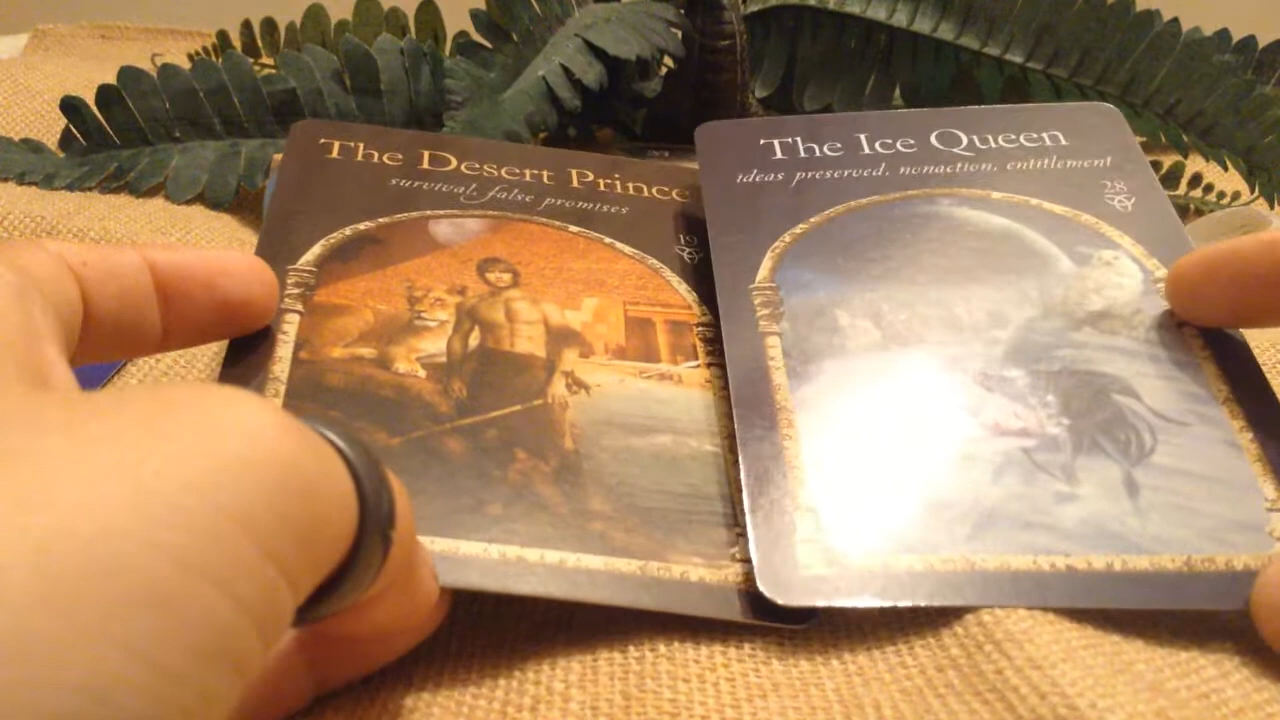 The Desert Prince
survival, false promises
19
The Ice Queen
ideas preserved, nonaction, entitlement
28